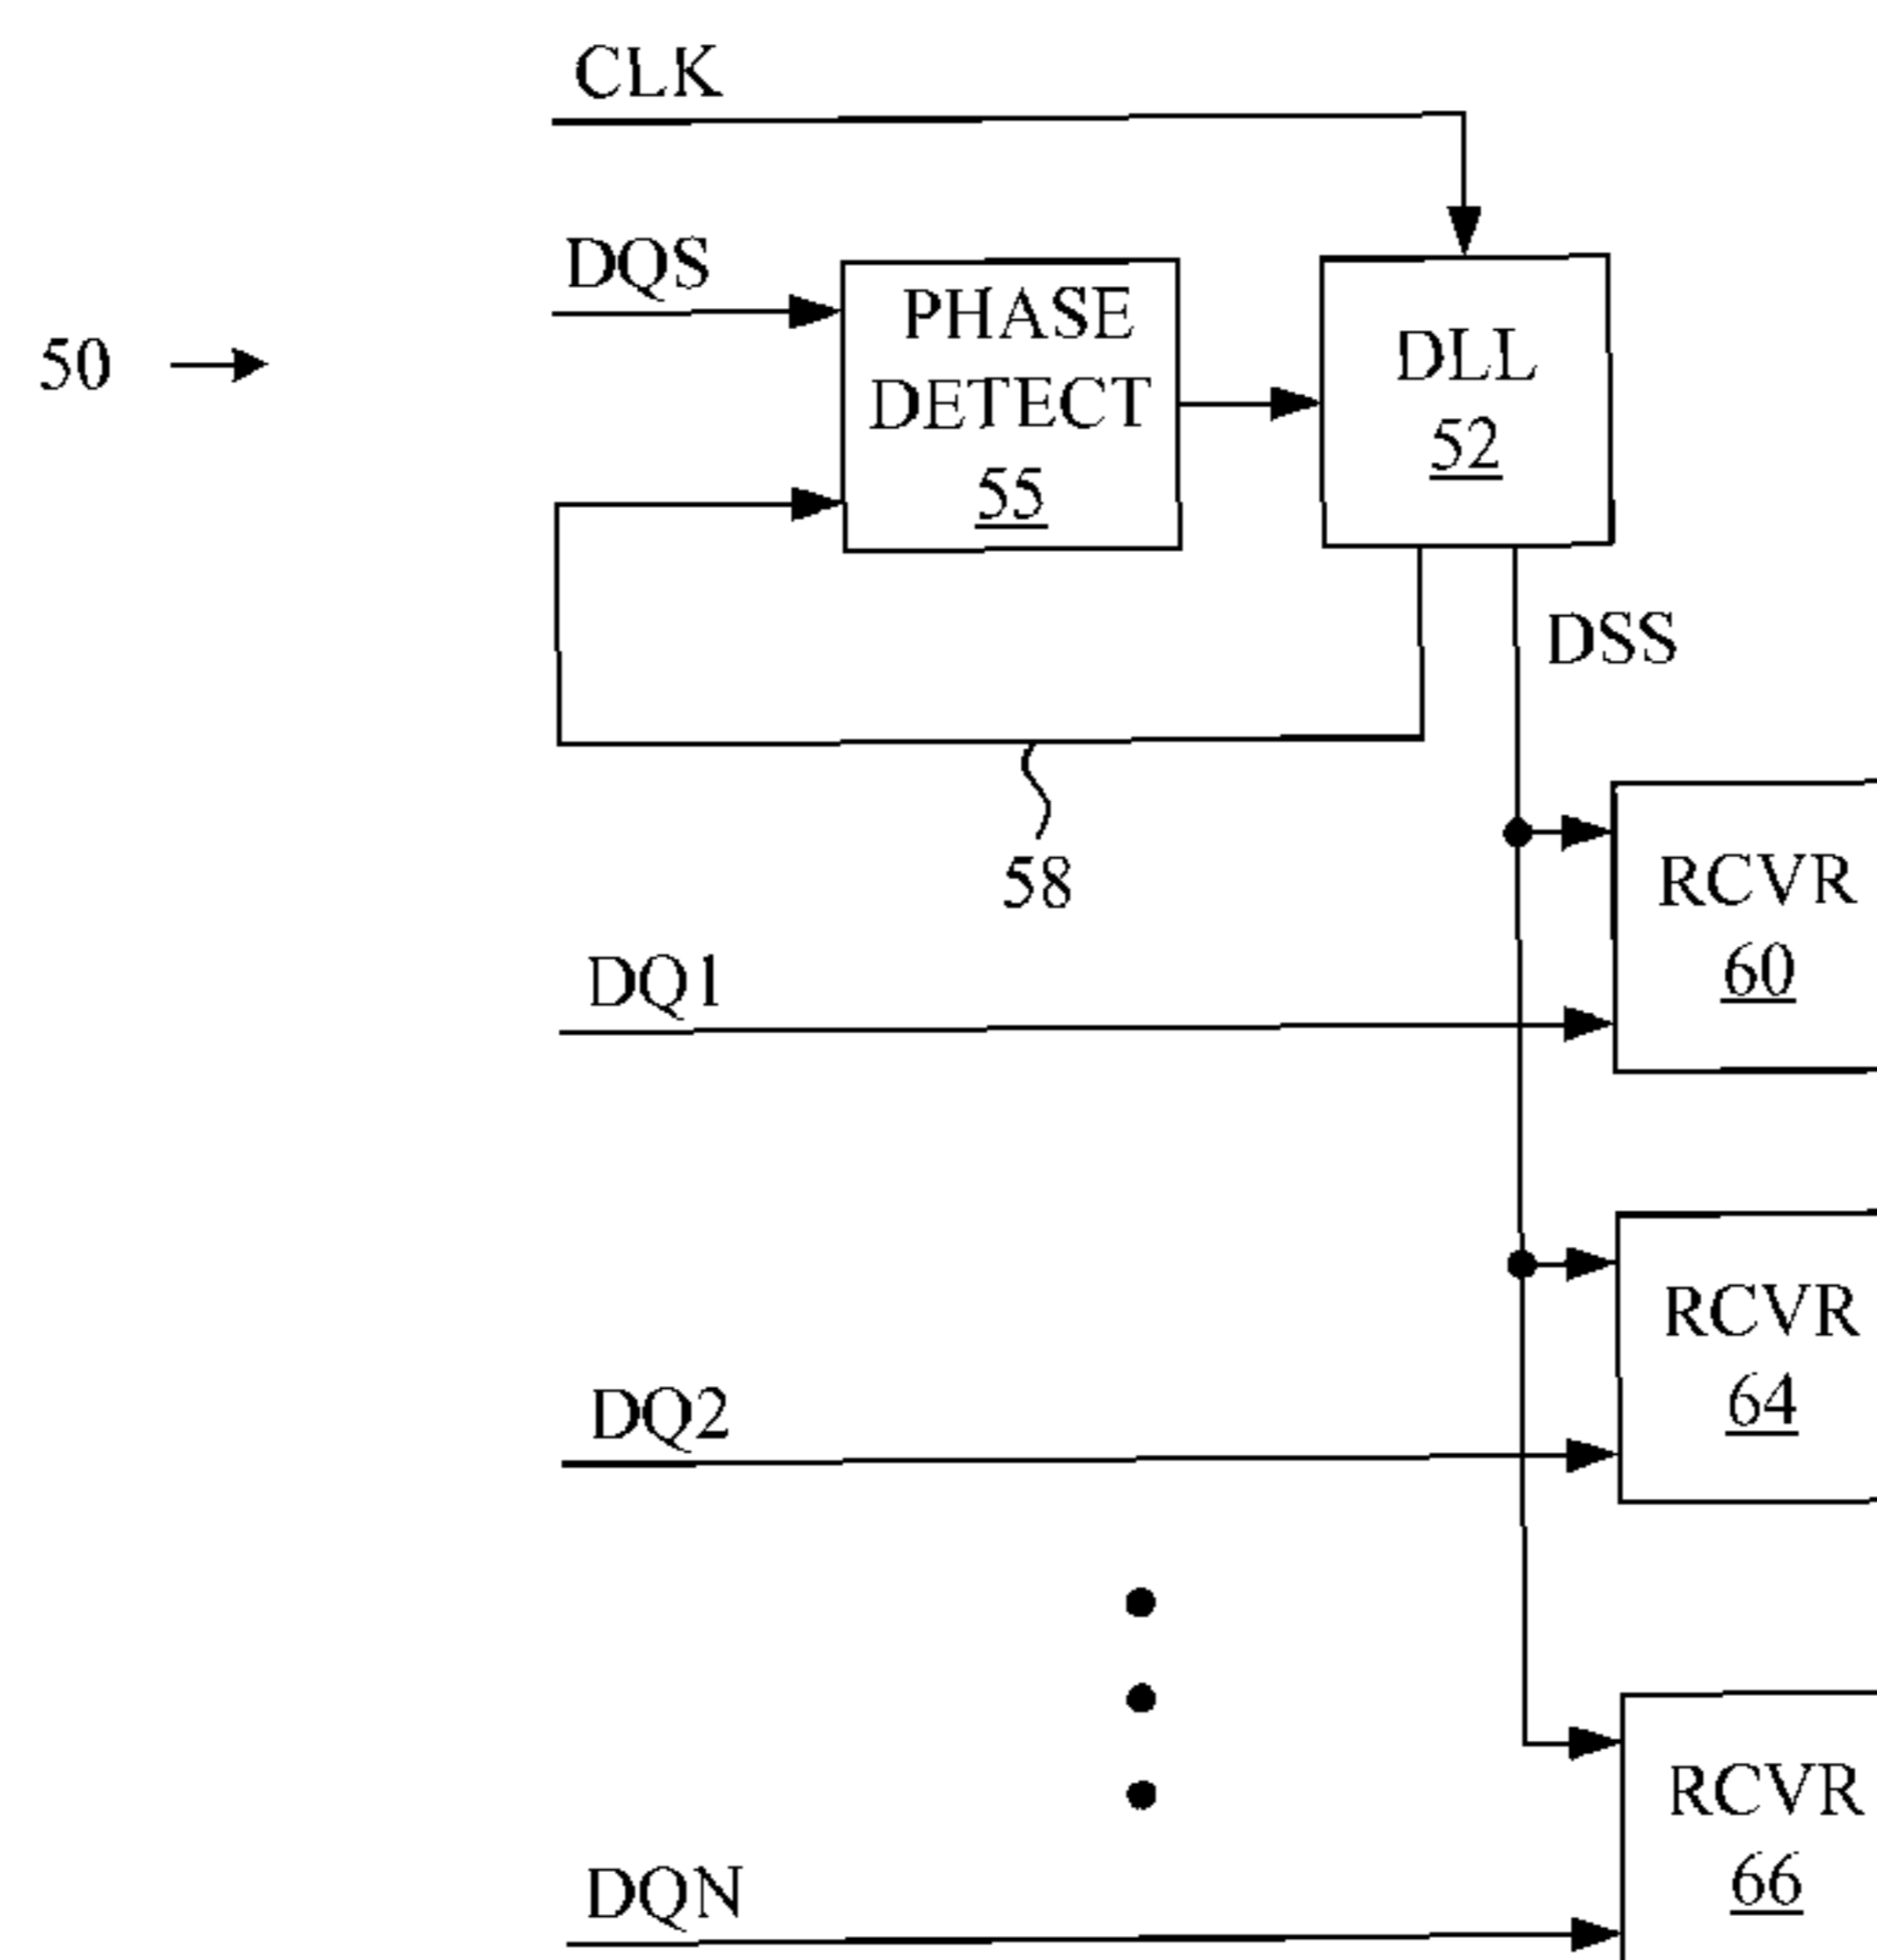 CLK
DQS
50
PHASE
DETECT
55
DLL
52
DSS
58
RCVR
60
DQ1
RCVR
64
DQ2
RCVR
66
DQN